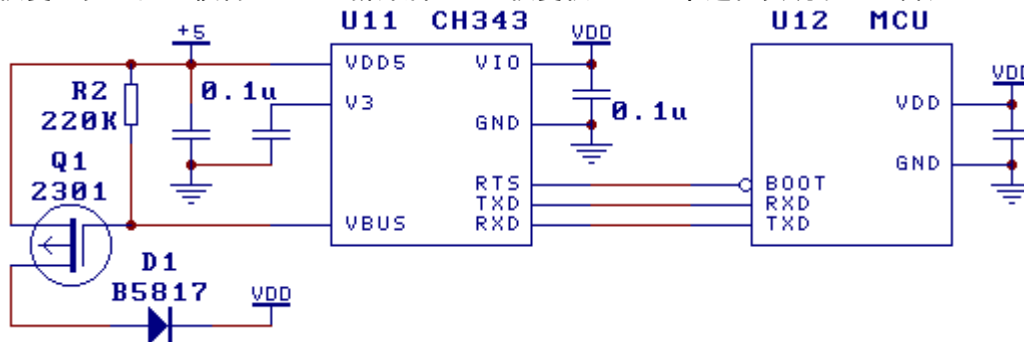 U11 CH343
U12 MCU
+5
VDD
VDD5
VIO
R2
220K
0.1u
V3
GND
0.1u
VDD
VDD
GND
Q1
2301
RTS
TXD
RXD
BOOT
RXD
TXD
VBUS
D1
B5817
VDD